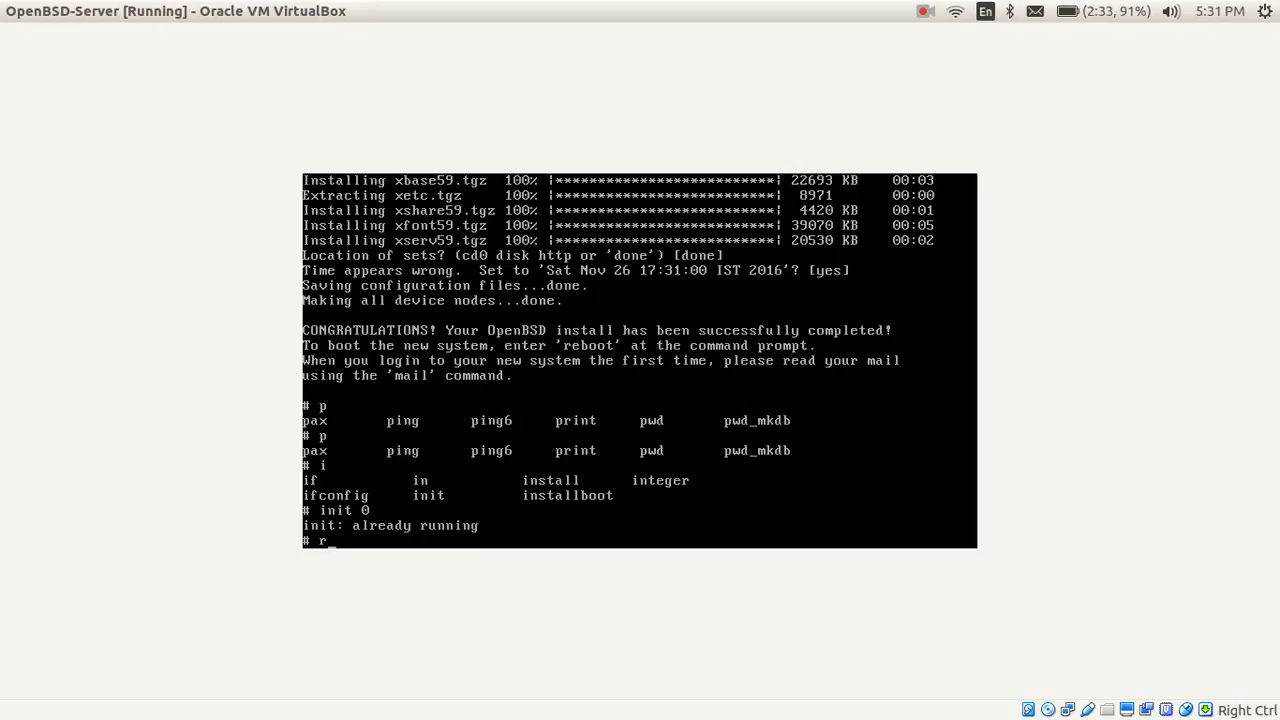 OpenBSD-Server [Running] - Oracle VM VirtualBox En (2:33, 91%) 5:31 PM
Installing xbase59.tgz 100% |**************************| 22693 KB 00:03
Extracting xetc.tgz 100% |**************************| 8971 00:00
Installing xshare59.tgz 100% |**************************| 4420 KB 00:01
Installing xfont59.tgz 100% |**************************| 39070 KB 00:05
Installing xserv59.tgz 100% |**************************| 20530 KB 00:02
Location of sets? (cd0 disk http or 'done') [done]
Time appears wrong.  Set to 'Sat Nov 26 17:31:00 IST 2016'? [yes]
Saving configuration files...done.
Making all device nodes...done.
CONGRATULATIONS! Your OpenBSD install has been successfully completed!
To boot the new system, enter 'reboot' at the command prompt.
When you login to your new system the first time, please read your mail
using the 'mail' command.
# p
pax ping ping6 print pwd pwd_mkdb
# p
pax ping ping6 print pwd pwd_mkdb
# i
if in install integer
ifconfig init installboot
# init 0
init: already running
# r_
Right Ctrl